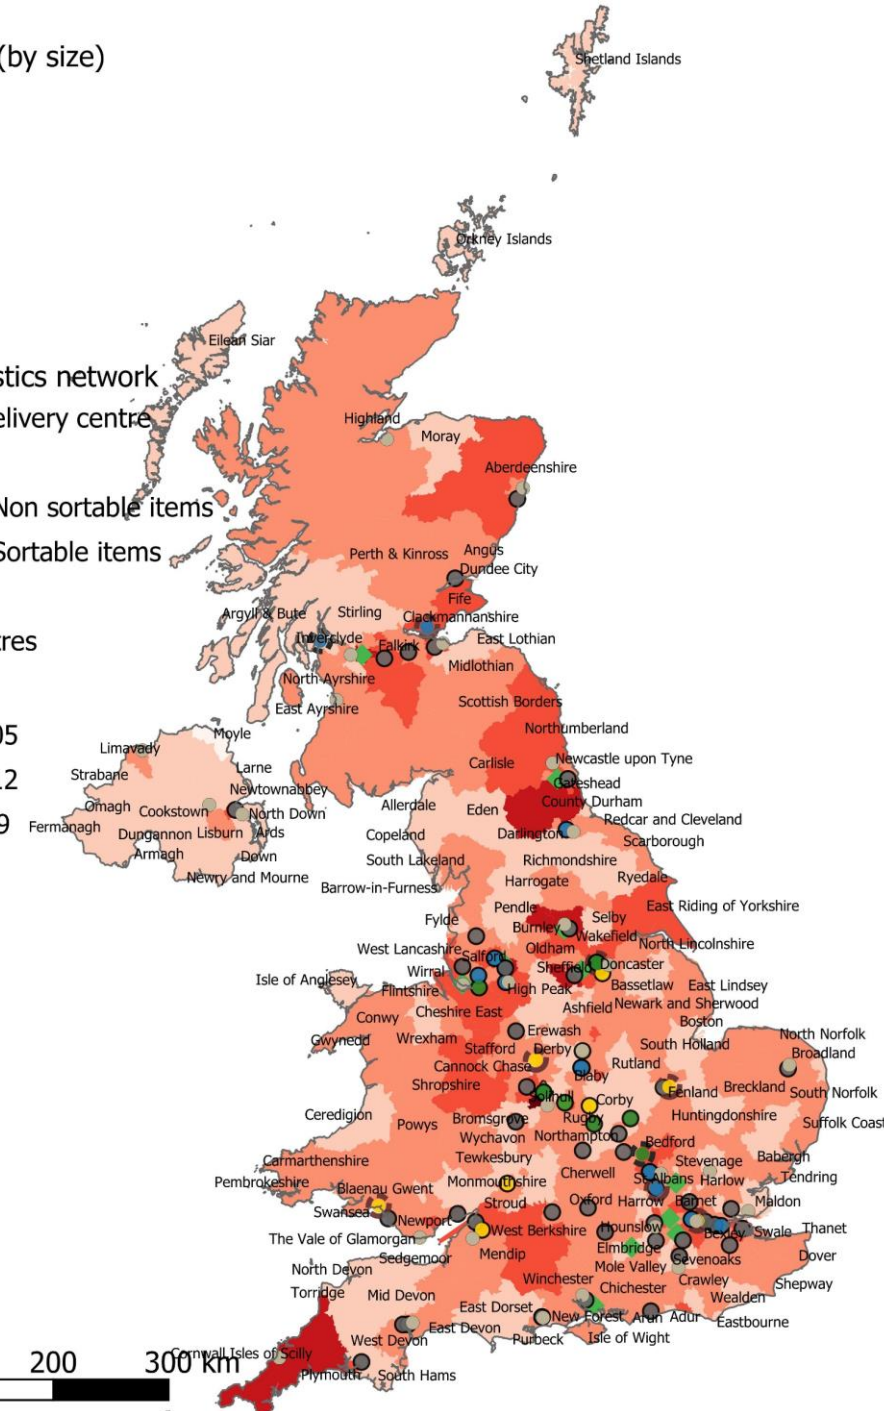 (by size)
Shetland Islands
Orkney Islands
Eilean Siar
stics network
elivery centre
Highland
Moray
Aberdeenshire
Non sortable items
Sortable items
Perth & Kinross
Angus
Dundee City
Fife
Argyll & Bute
Stirling
Clackmannanshire
tres
Inverclyde
Falkirk
East Lothian
Midlothian
North Ayrshire
East Ayrshire
Scottish Borders
05
Moyle
Northumberland
Limavady
Carlisle
Newcastle upon Tyne
Strabane
Larne
12
Gateshead
Newtownabbey
Omagh
Cookstown
North Down
Allerdale
Eden
County Durham
9
Fermanagh
Dungannon
Lisburn
Ards
Copeland
Darlington
Redcar and Cleveland
Armagh
Down
Scarborough
South Lakeland
Richmondshire
Newry and Mourne
Barrow-in-Furness
Harrogate
Ryedale
Pendle
East Riding of Yorkshire
Fylde
Burnley
Selby
Wakefield
West Lancashire
Oldham
North Lincolnshire
Salford
Isle of Anglesey
Wirral
Sheffield
Doncaster
Flintshire
High Peak
Bassetlaw
East Lindsey
Conwy
Cheshire East
Ashfield
Newark and Sherwood
Boston
Gwynedd
Wrexham
Erewash
North Norfolk
Stafford
Derby
South Holland
Broadland
Cannock Chase
Rutland
Shropshire
Blaby
Fenland
Breckland
South Norfolk
Solihull
Corby
Ceredigion
Bromsgrove
Rugby
Huntingdonshire
Suffolk Coast
Powys
Wychavon
Northampton
Bedford
Carmarthenshire
Tewkesbury
Stevenage
Babergh
Pembrokeshire
Blaenau Gwent
Monmouthshire
Cherwell
St Albans
Harlow
Tendring
Swansea
Newport
Stroud
Oxford
Harrow
Barnet
Maldon
The Vale of Glamorgan
West Berkshire
Hounslow
Bexley
Swale
Thanet
Sedgemoor
Mendip
Elmbridge
Sevenoaks
Dover
North Devon
Mole Valley
Winchester
Crawley
Shepway
Torridge
Mid Devon
Chichester
Wealden
East Dorset
New Forest
Arun
Adur
Eastbourne
West Devon
East Devon
Purbeck
Isle of Wight
Cornwall Isles of Scilly
Plymouth
South Hams
200
300 km